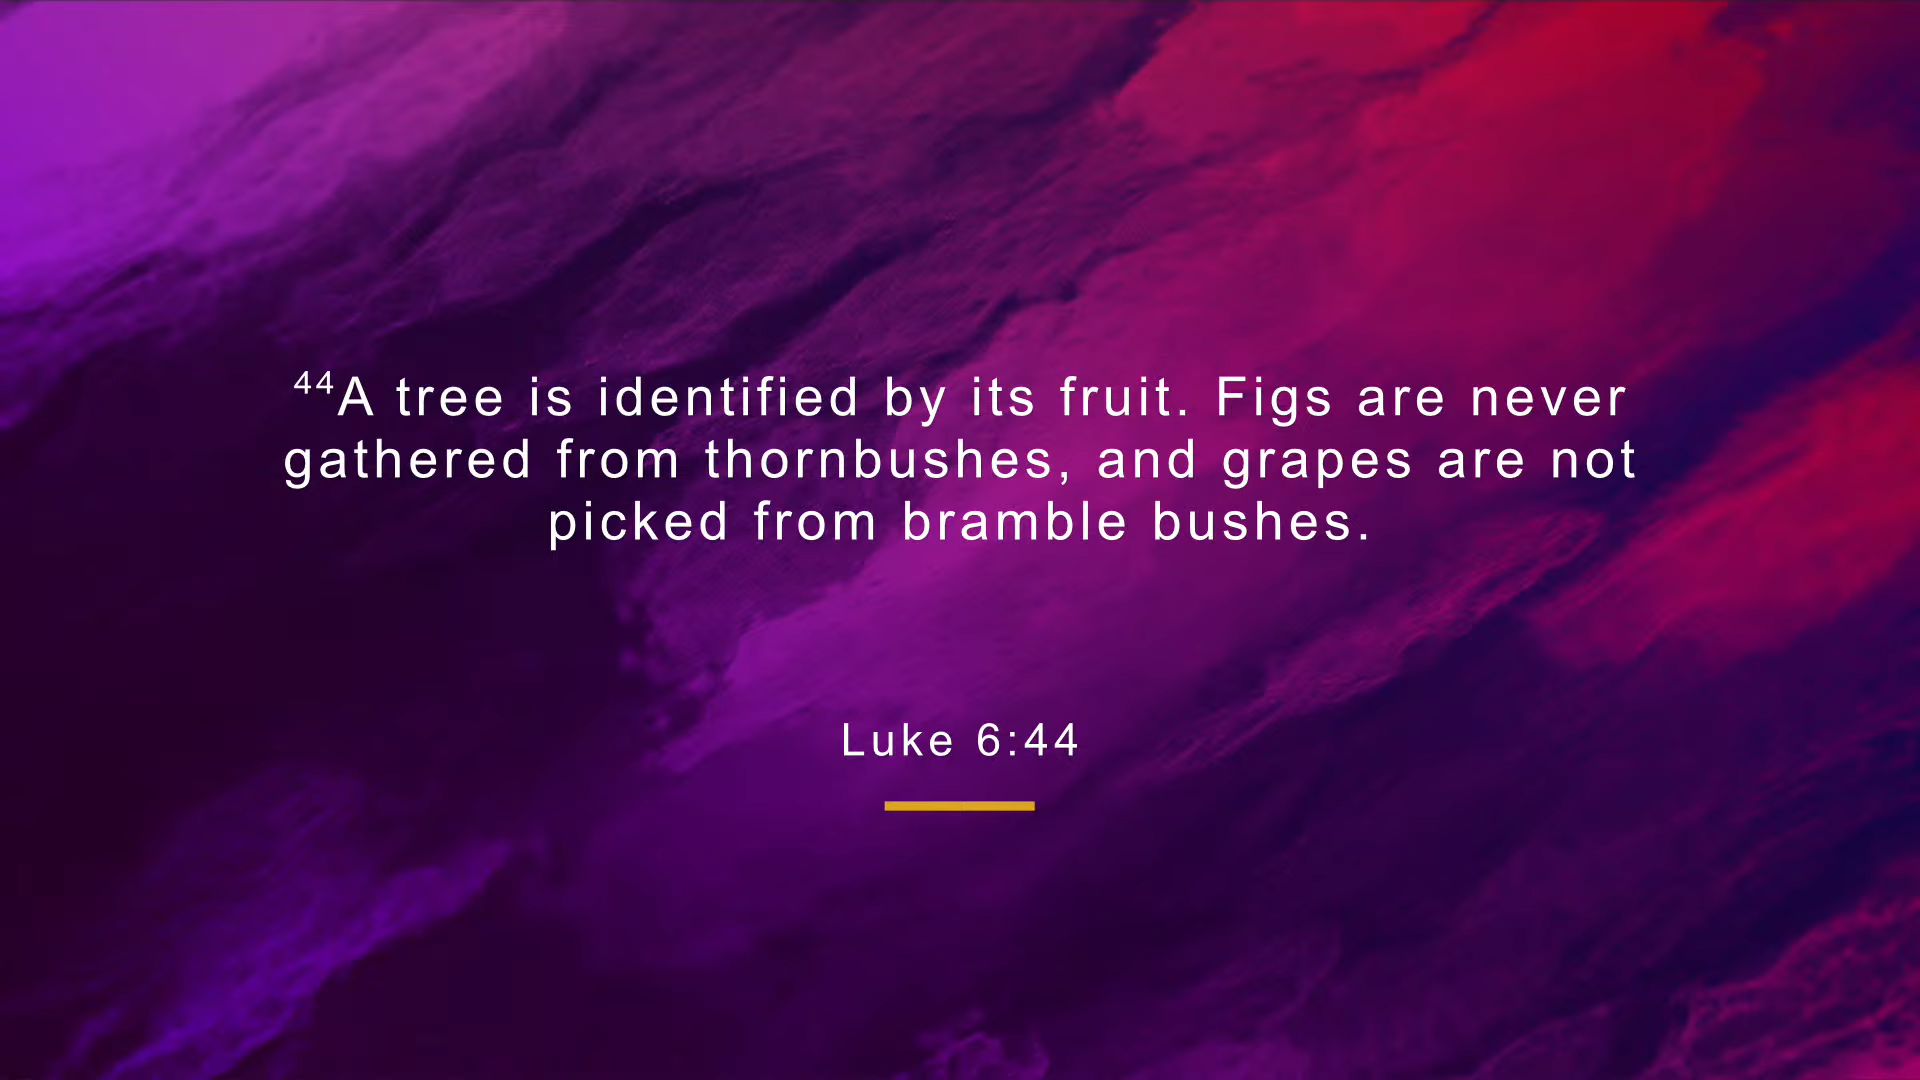 44A tree is identified by its fruit. Figs are never
gathered from thornbushes, and grapes are not
picked from bramble bushes.
Luke 6:44